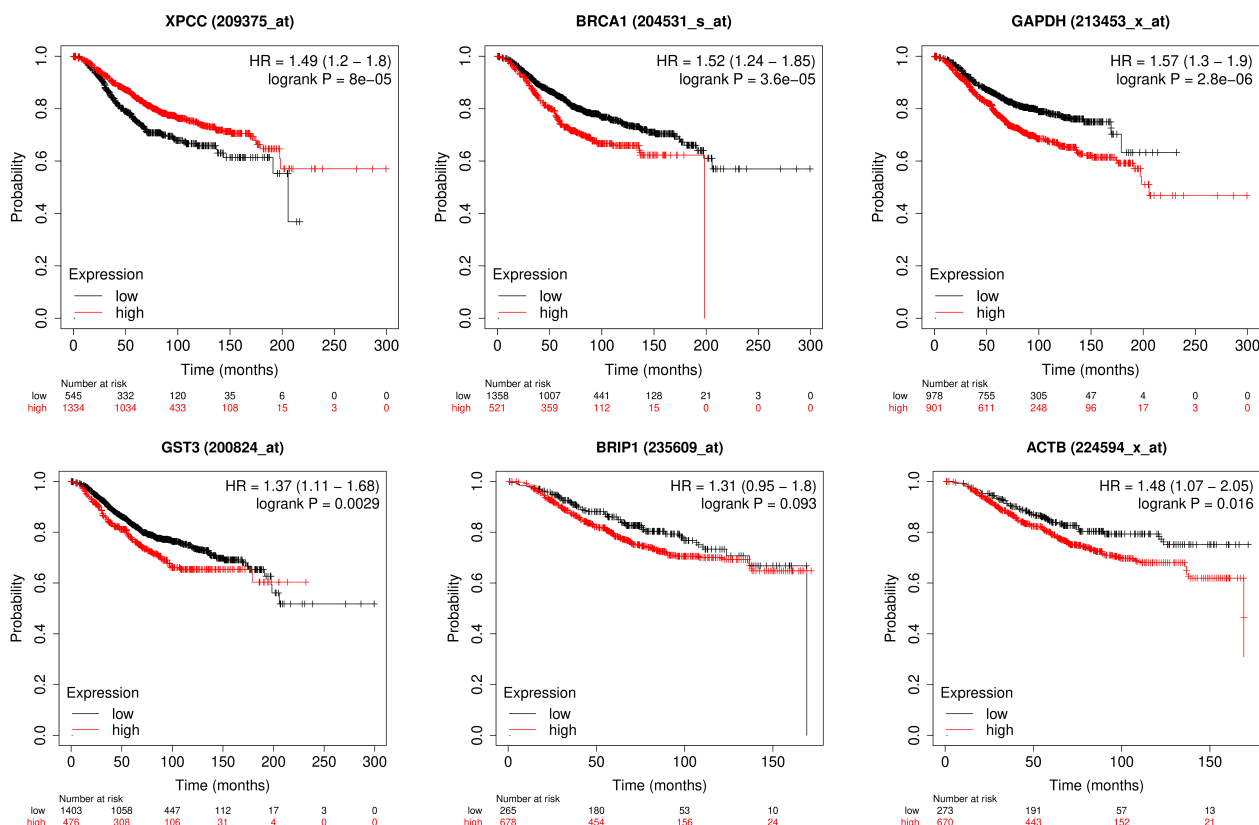 XPCC (209375_at)
HR = 1.49 (1.2 − 1.8)
logrank P = 8e−05
Probability
0.0 0.2 0.4 0.6 0.8 1.0
Expression
low
high
0 50 100 150 200 250 300
Time (months)
Number at risk
low 545 332 120 35 6 0 0
high 1334 1034 433 108 15 3 0
BRCA1 (204531_s_at)
HR = 1.52 (1.24 − 1.85)
logrank P = 3.6e−05
Probability
0.0 0.2 0.4 0.6 0.8 1.0
Expression
low
high
0 50 100 150 200 250 300
Time (months)
Number at risk
low 1358 1007 441 128 21 3 0
high 521 359 112 15 0 0 0
GAPDH (213453_x_at)
HR = 1.57 (1.3 − 1.9)
logrank P = 2.8e−06
Probability
0.0 0.2 0.4 0.6 0.8 1.0
Expression
low
high
0 50 100 150 200 250 300
Time (months)
Number at risk
low 978 755 305 47 4 0 0
high 901 611 248 96 17 3 0
GST3 (200824_at)
HR = 1.37 (1.11 − 1.68)
logrank P = 0.0029
Probability
0.0 0.2 0.4 0.6 0.8 1.0
Expression
low
high
0 50 100 150 200 250 300
Time (months)
Number at risk
low 1403 1058 447 112 17 3 0
high 476 308 106 31 4 0 0
BRIP1 (235609_at)
HR = 1.31 (0.95 − 1.8)
logrank P = 0.093
Probability
0.0 0.2 0.4 0.6 0.8 1.0
Expression
low
high
0 50 100 150
Time (months)
Number at risk
low 265 180 53 10
high 678 454 156 24
ACTB (224594_x_at)
HR = 1.48 (1.07 − 2.05)
logrank P = 0.016
Probability
0.0 0.2 0.4 0.6 0.8 1.0
Expression
low
high
0 50 100 150
Time (months)
Number at risk
low 273 191 57 13
high 670 443 152 21